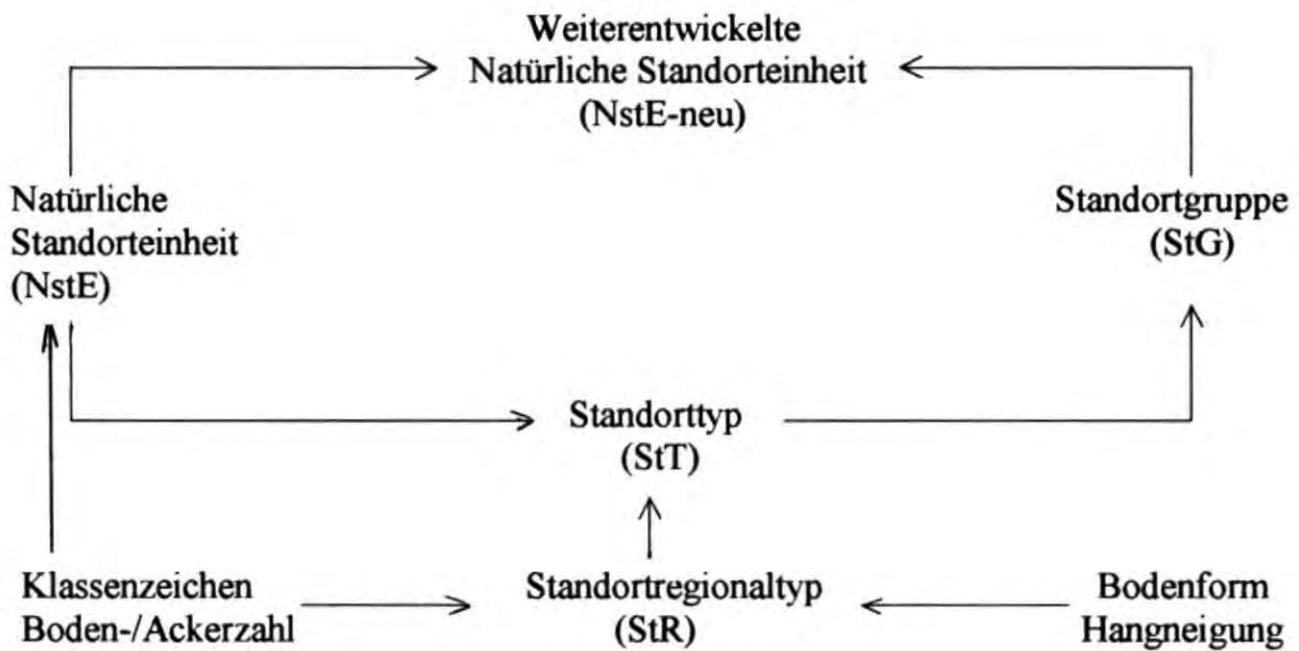 Weiterentwickelte
Natürliche Standorteinheit
(NstE-neu)
Natürliche
Standorteinheit
(NstE)
Standortgruppe
(StG)
Standorttyp
(StT)
Klassenzeichen
Boden-/Ackerzahl
Standortregionaltyp
(StR)
Bodenform
Hangneigung